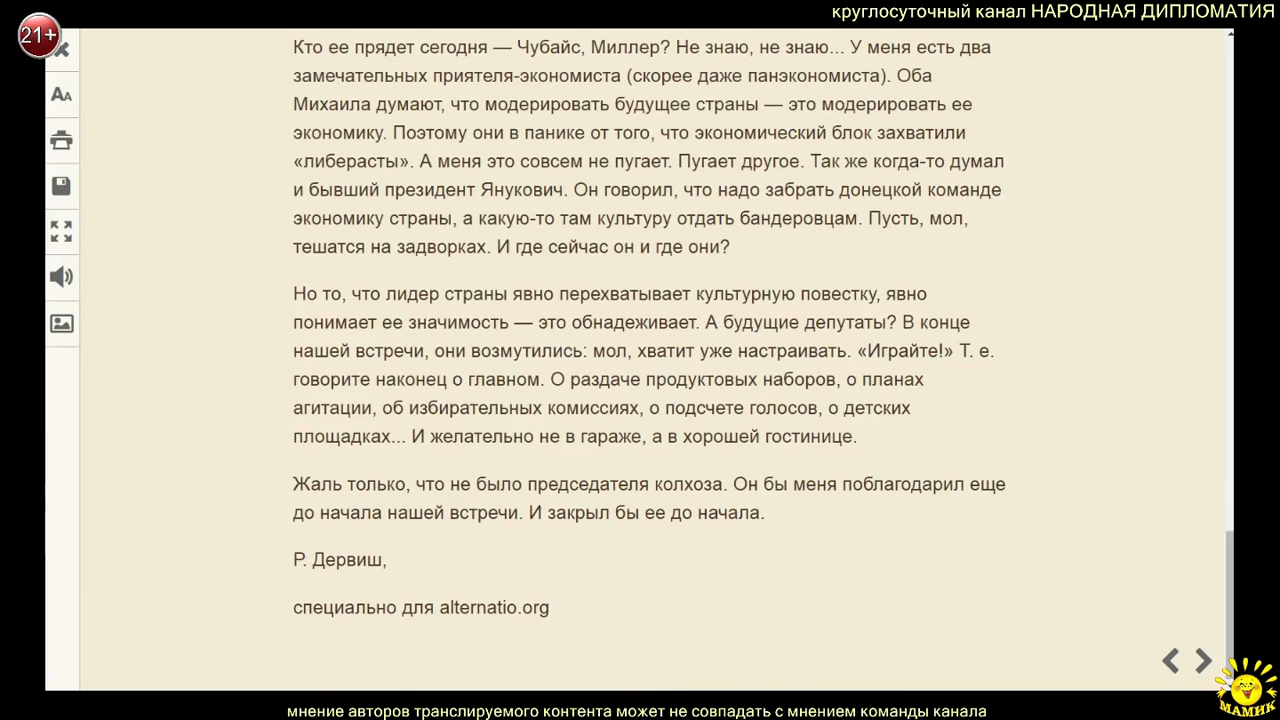 круглосуточный канал НАРОДНАЯ ДИПЛОМАТИЯ
21+
Кто ее прядет сегодня — Чубайс, Миллер? Не знаю, не знаю... У меня есть два
замечательных приятеля-экономиста (скорее даже панэкономиста). Оба
Михаила думают, что модерировать будущее страны — это модерировать ее
экономику. Поэтому они в панике от того, что экономический блок захватили
«либерасты». А меня это совсем не пугает. Пугает другое. Так же когда-то думал
и бывший президент Янукович. Он говорил, что надо забрать донецкой команде
экономику страны, а какую-то там культуру отдать бандеровцам. Пусть, мол,
тешатся на задворках. И где сейчас он и где они?
Но то, что лидер страны явно перехватывает культурную повестку, явно
понимает ее значимость — это обнадеживает. А будущие депутаты? В конце
нашей встречи, они возмутились: мол, хватит уже настраивать. «Играйте!» Т. е.
говорите наконец о главном. О раздаче продуктовых наборов, о планах
агитации, об избирательных комиссиях, о подсчете голосов, о детских
площадках... И желательно не в гараже, а в хорошей гостинице.
Жаль только, что не было председателя колхоза. Он бы меня поблагодарил еще
до начала нашей встречи. И закрыл бы ее до начала.
Р. Дервиш,
специально для alternatio.org
МАМИК
мнение авторов транслируемого контента может не совпадать с мнением команды канала